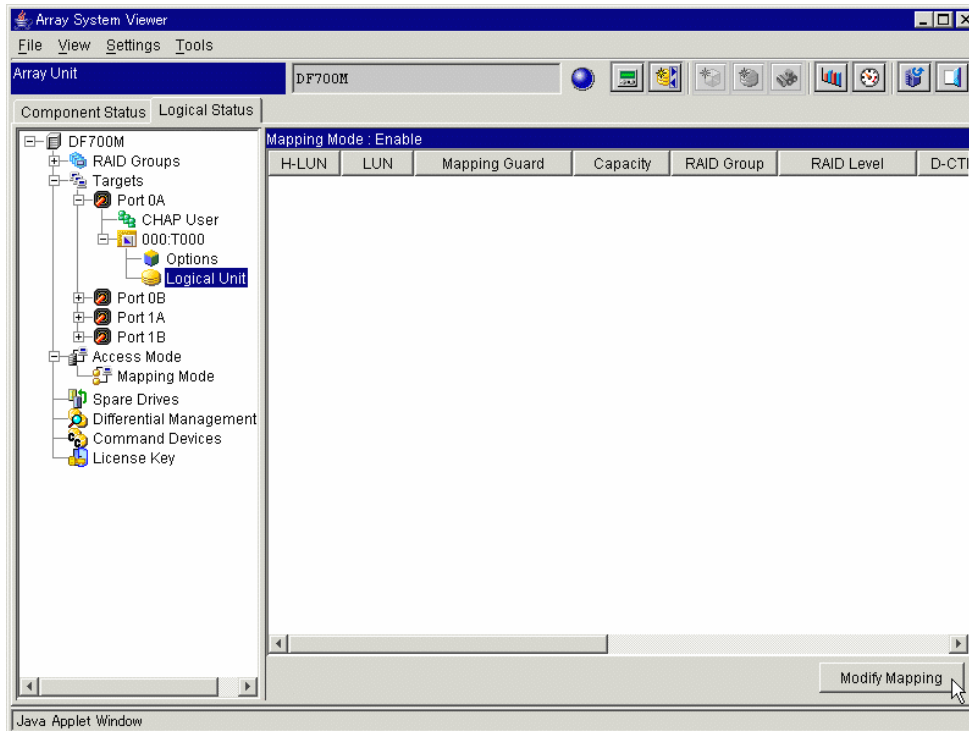 Array System Viewer
File View Settings Tools
Array Unit
DF700M
Component Status Logical Status
DF700M
RAID Groups
Targets
Port 0A
CHAP User
000:T000
Options
Logical Unit
Port 0B
Port 1A
Port 1B
Access Mode
Mapping Mode
Spare Drives
Differential Management
Command Devices
License Key
Mapping Mode : Enable
H-LUN LUN Mapping Guard Capacity RAID Group RAID Level D-CTL
Modify Mapping
Java Applet Window